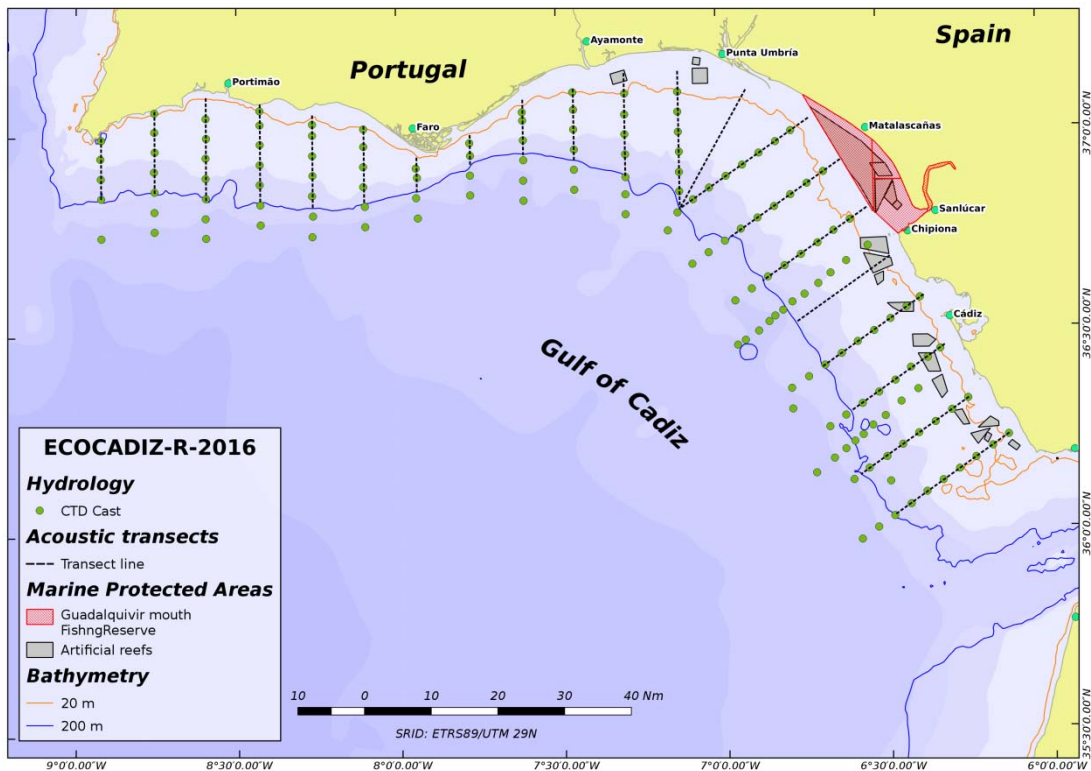 Spain
Portugal
Ayamonte
Punta Umbría
Portimão
Faro
Matalascañas
Sanlúcar
Chipiona
Cádiz
Gulf of Cadiz
37°0'0.00"N
36°30'0.00"N
36°0'0.00"N
35°30'0.00"N
ECOCADIZ-R-2016
Hydrology
CTD Cast
Acoustic transects
Transect line
Marine Protected Areas
Guadalquivir mouth
FishngReserve
Artificial reefs
Bathymetry
20 m
200 m
10 0 10 20 30 40 Nm
SRID: ETRS89/UTM 29N
9°0'0.00"W 8°30'0.00"W 8°0'0.00"W 7°30'0.00"W 7°0'0.00"W 6°30'0.00"W 6°0'0.00"W